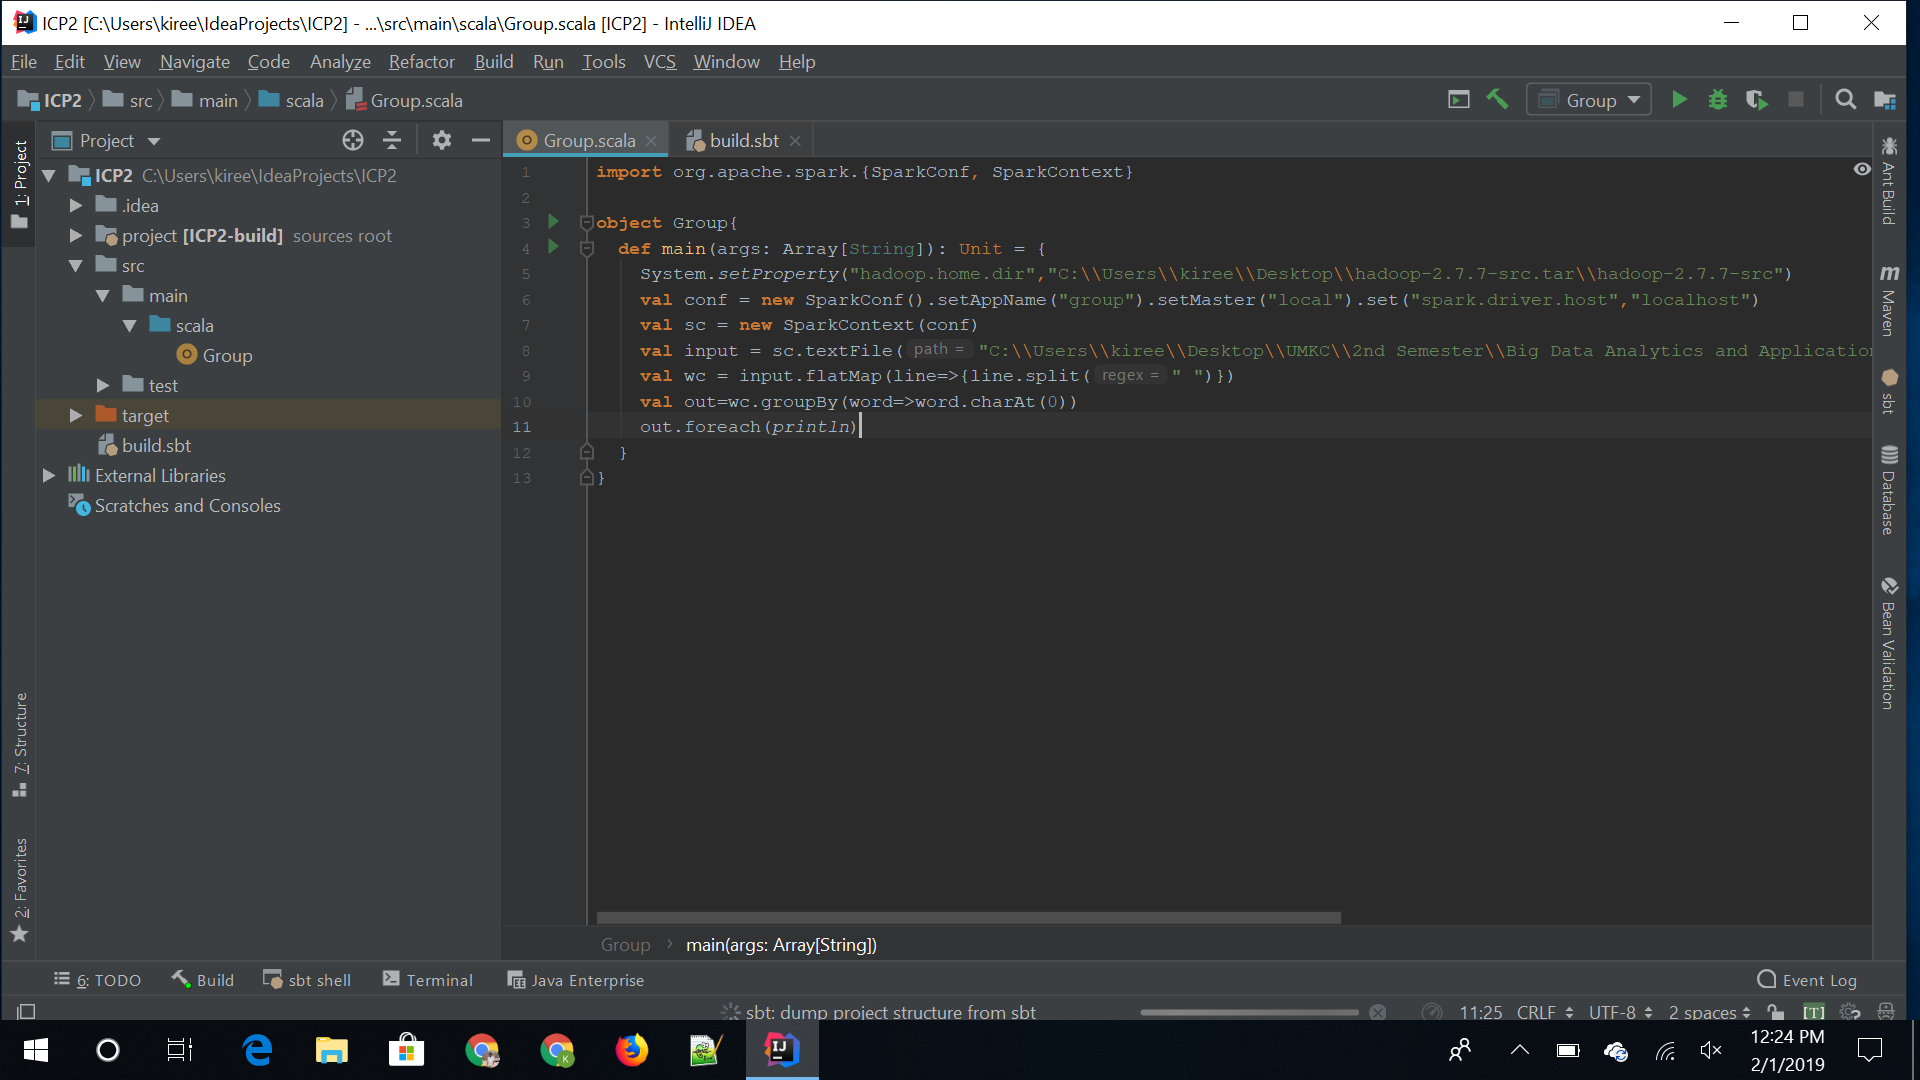 ICP2 [C:\Users\kiree\IdeaProjects\ICP2] - ...\src\main\scala\Group.scala [ICP2] - IntelliJ IDEA
File Edit View Navigate Code Analyze Refactor Build Run Tools VCS Window Help
ICP2 src main scala Group.scala
Group
1: Project
Project
Group.scala
build.sbt
ICP2 C:\Users\kiree\IdeaProjects\ICP2
.idea
project [ICP2-build] sources root
src
main
scala
Group
test
target
build.sbt
External Libraries
Scratches and Consoles
1 import org.apache.spark.{SparkConf, SparkContext}
2
3 object Group{
4 def main(args: Array[String]): Unit = {
5 System.setProperty("hadoop.home.dir","C:\\Users\\kiree\\Desktop\\hadoop-2.7.7-src.tar\\hadoop-2.7.7-src")
6 val conf = new SparkConf().setAppName("group").setMaster("local").set("spark.driver.host","localhost")
7 val sc = new SparkContext(conf)
8 val input = sc.textFile( path = "C:\\Users\\kiree\\Desktop\\UMKC\\2nd Semester\\Big Data Analytics and Application
9 val wc = input.flatMap(line=>{line.split( regex = " ")})
10 val out=wc.groupBy(word=>word.charAt(0))
11 out.foreach(println)
12 }
13 }
Ant Build
m Maven
sbt
Database
Bean Validation
7: Structure
2: Favorites
Group › main(args: Array[String])
6: TODO Build sbt shell Terminal Java Enterprise Event Log
sbt: dump project structure from sbt 11:25 CRLF UTF-8 2 spaces [T]
12:24 PM
2/1/2019